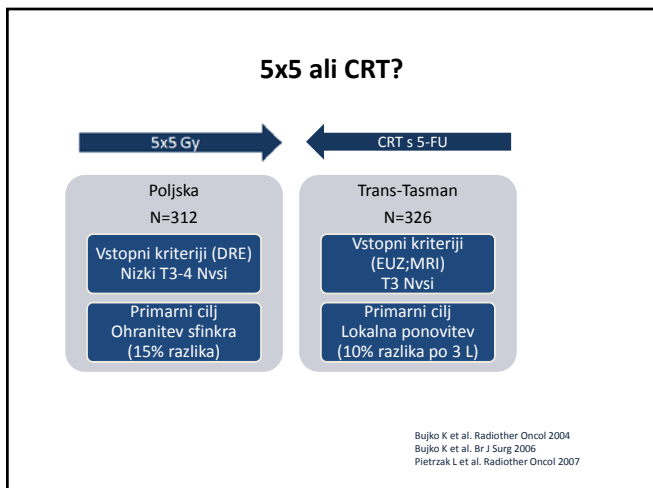 5x5 ali CRT?
5x5 Gy
CRT s 5-FU
Poljska
N=312
Vstopni kriteriji (DRE)
Nizki T3-4 Nvsi
Primarni cilj
Ohranitev sfinkra
(15% razlika)
Trans-Tasman
N=326
Vstopni kriteriji
(EUZ;MRI)
T3 Nvsi
Primarni cilj
Lokalna ponovitev
(10% razlika po 3 L)
Bujko K et al. Radiother Oncol 2004
Bujko K et al. Br J Surg 2006
Pietrzak L et al. Radiother Oncol 2007